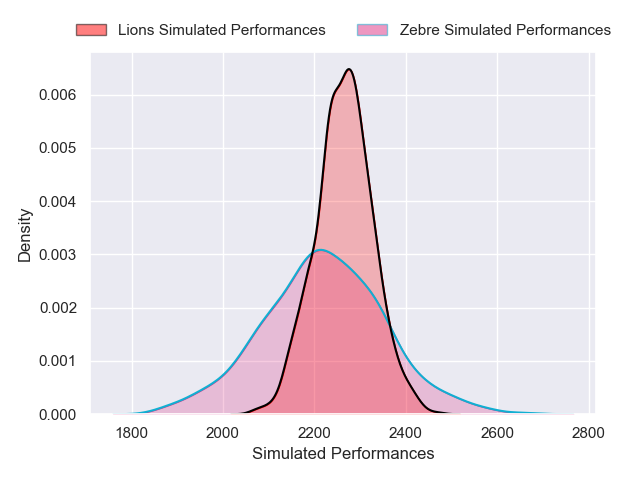 Lions Simulated Performances Zebre Simulated Performances
0.006
0.005
0.004
0.003
0.002
0.001
0.000
Density
1800 2000 2200 2400 2600 2800
Simulated Performances